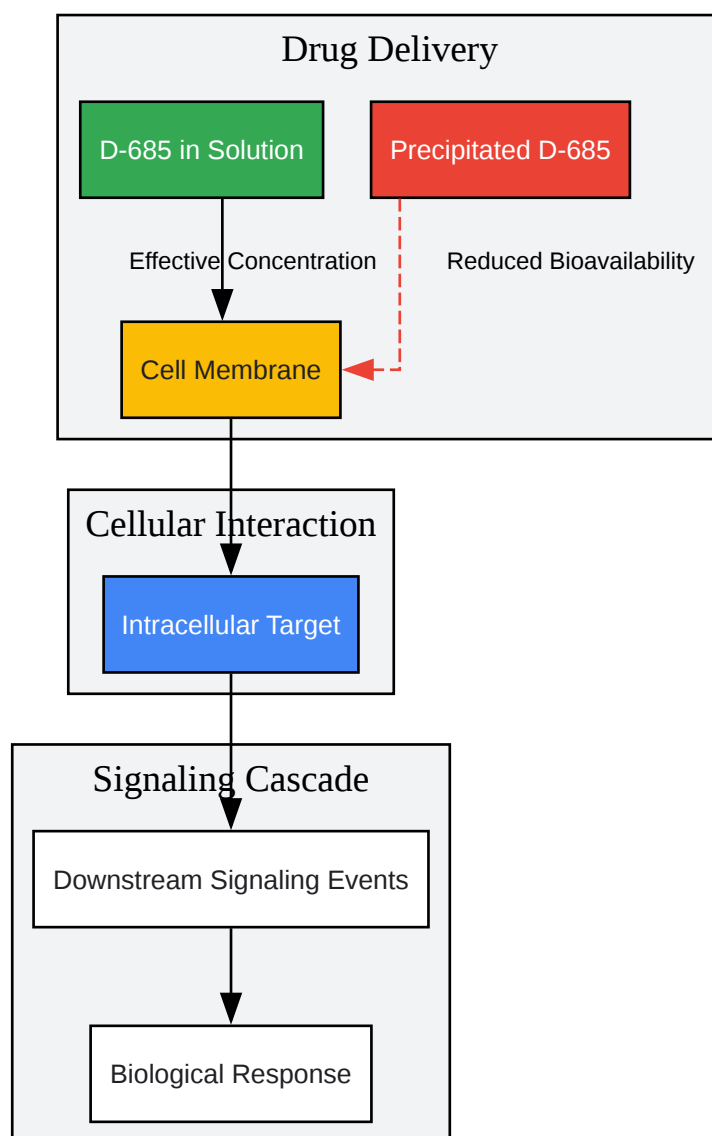 Drug Delivery
D-685 in Solution
Precipitated D-685
Effective Concentration
Reduced Bioavailability
Cell Membrane
Cellular Interaction
Intracellular Target
Signaling Cascade
Downstream Signaling Events
Biological Response